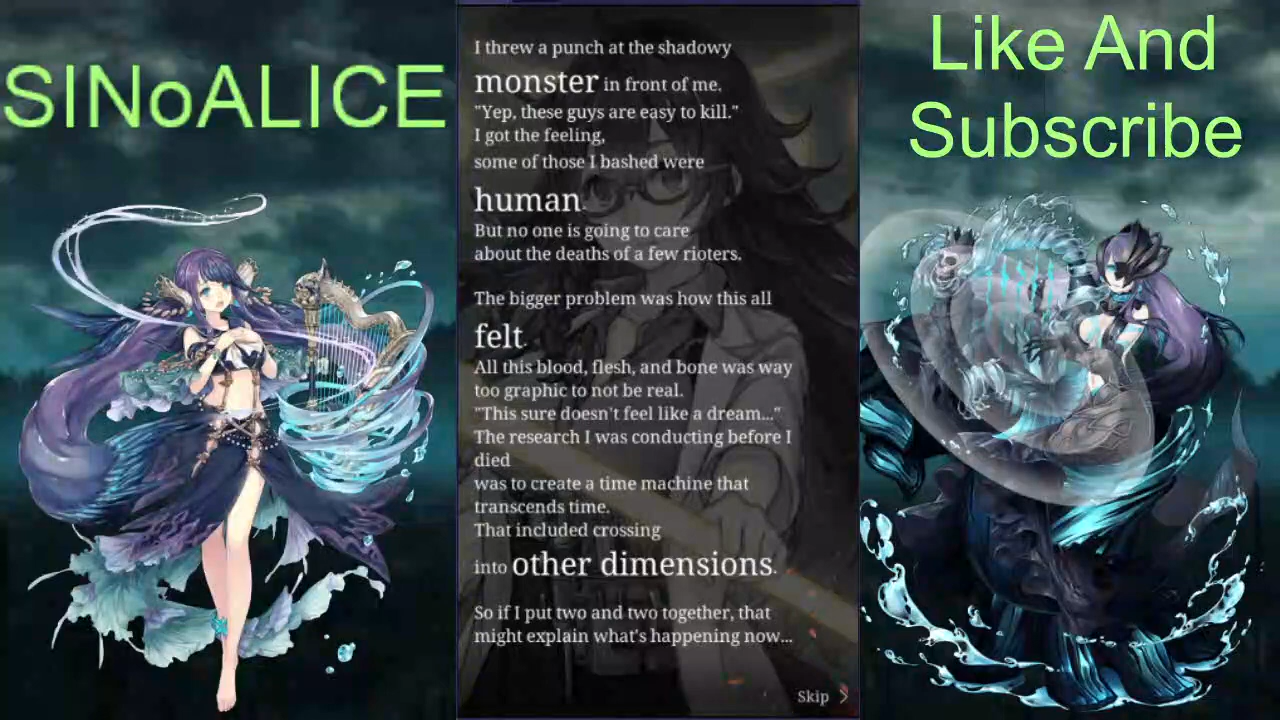 SINoALICE
I threw a punch at the shadowy
monster in front of me.
"Yep, these guys are easy to kill."
I got the feeling,
some of those I bashed were
human.
But no one is going to care
about the deaths of a few rioters.
The bigger problem was how this all
felt.
All this blood, flesh, and bone was way
too graphic to not be real.
"This sure doesn't feel like a dream..."
The research I was conducting before I
died
was to create a time machine that
transcends time.
That included crossing
into other dimensions.
So if I put two and two together, that
might explain what's happening now...
Skip
Like And
Subscribe